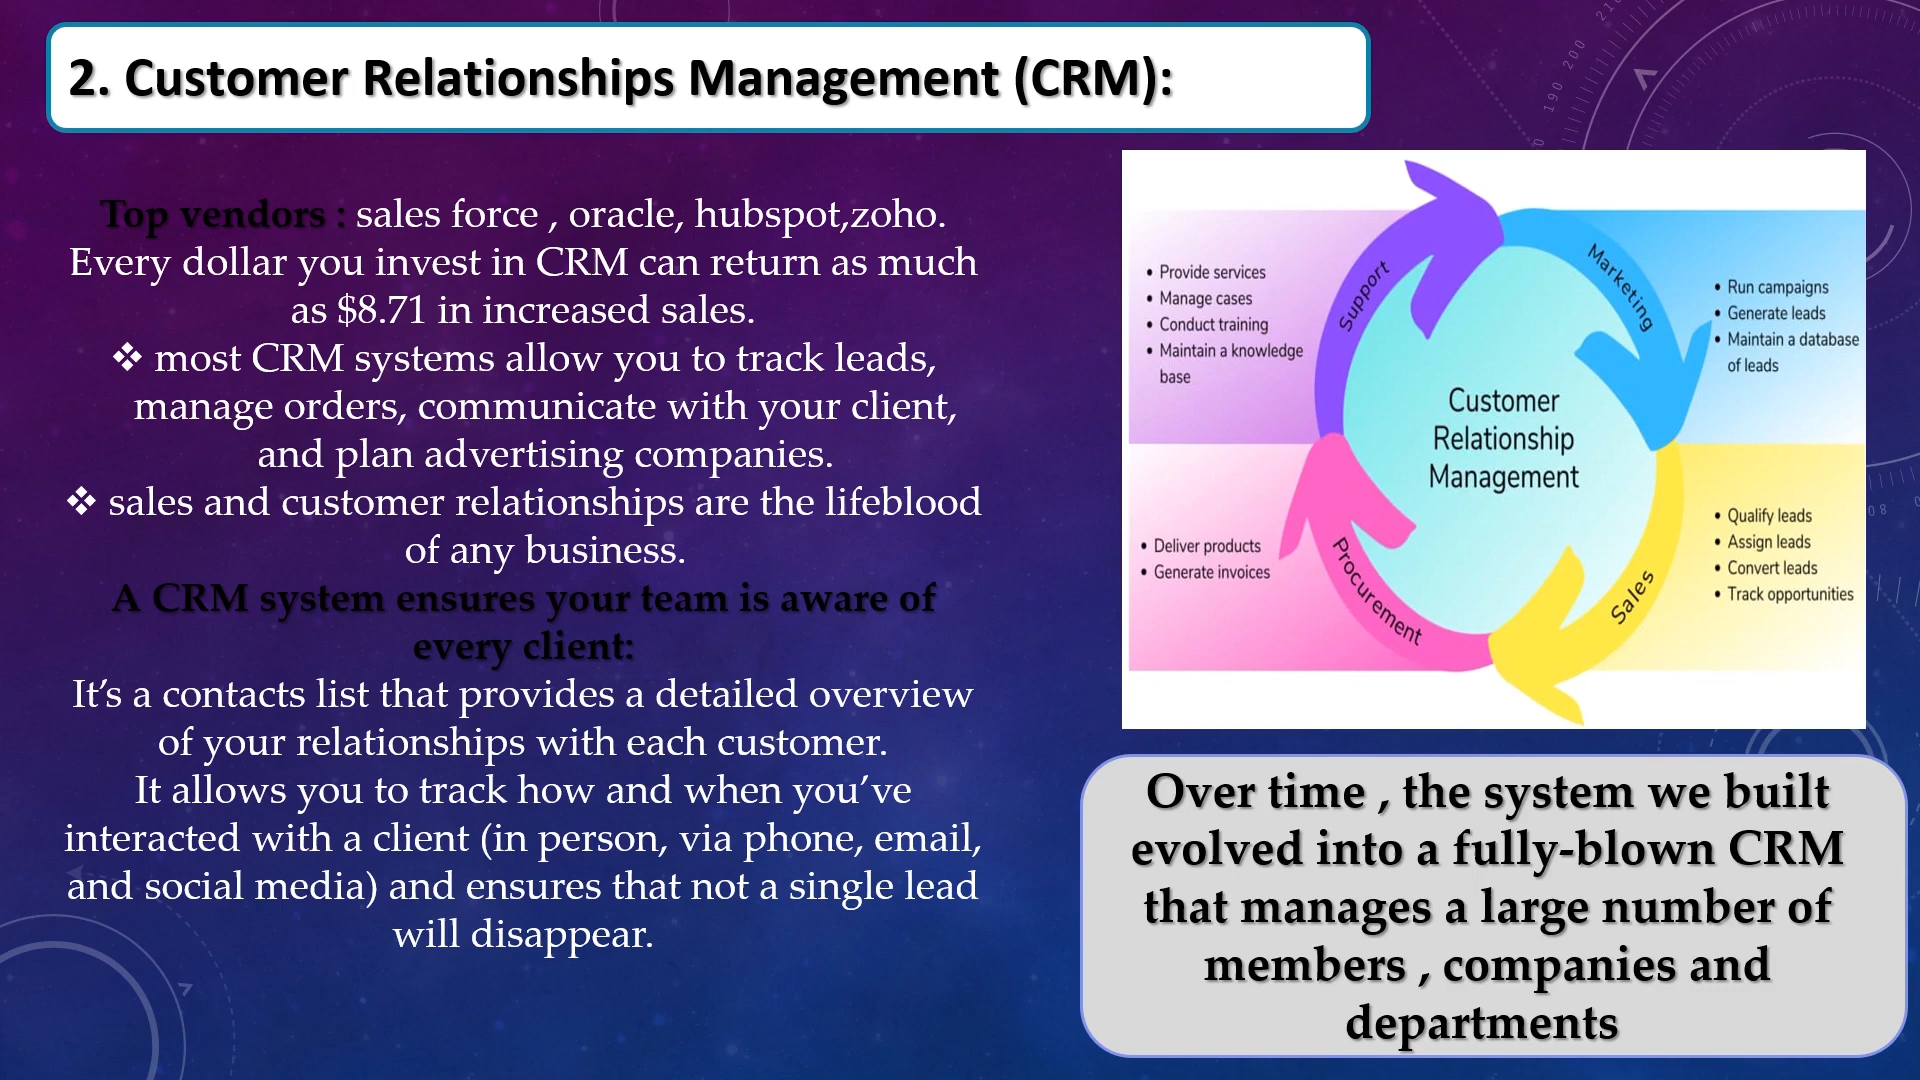 2. Customer Relationships Management (CRM):
Top vendors : sales force , oracle, hubspot,zoho.
Every dollar you invest in CRM can return as much
as $8.71 in increased sales.
❖ most CRM systems allow you to track leads,
manage orders, communicate with your client,
and plan advertising companies.
❖ sales and customer relationships are the lifeblood
of any business.
A CRM system ensures your team is aware of
every client:
It’s a contacts list that provides a detailed overview
of your relationships with each customer.
It allows you to track how and when you’ve
interacted with a client (in person, via phone, email,
and social media) and ensures that not a single lead
will disappear.
Support
• Provide services
• Manage cases
• Conduct training
• Maintain a knowledge
base
Marketing
• Run campaigns
• Generate leads
• Maintain a database
of leads
Customer
Relationship
Management
Procurement
• Deliver products
• Generate invoices
Sales
• Qualify leads
• Assign leads
• Convert leads
• Track opportunities
Over time , the system we built
evolved into a fully-blown CRM
that manages a large number of
members , companies and
departments
190 200